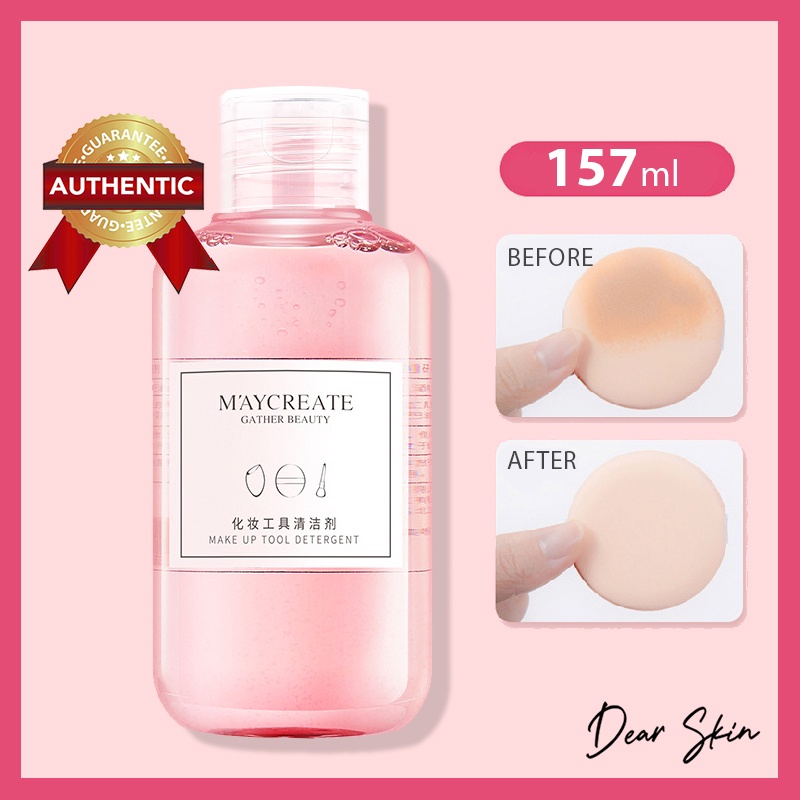 GUARANTEE
AUTHENTIC
157ml
BEFORE
M'AYCREATE
GATHER BEAUTY
AFTER
化妆工具清洁剂
MAKE UP TOOL DETERGENT
Dear Skin